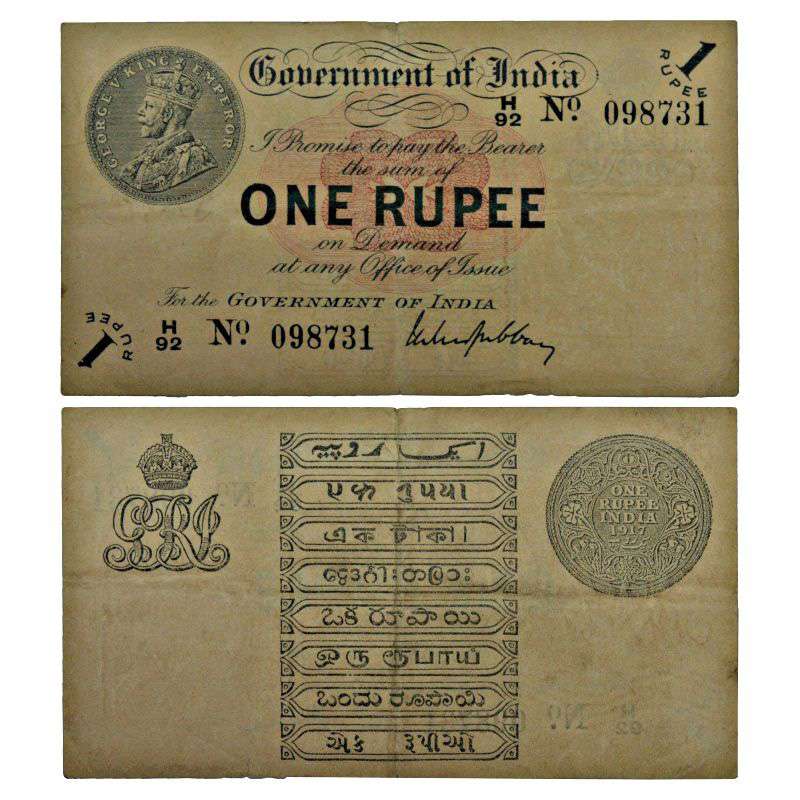 GEORGE V KING EMPEROR
Government of India
1 RUPEE
H/92 Nº 098731
I Promise to pay the Bearer
the sum of
ONE RUPEE
on Demand
at any Office of Issue
For the GOVERNMENT OF INDIA
1 RUPEE
H/92 Nº 098731
GRI
ایک روپیہ
एक रुपया
এক টাকা।
ఒక రూపాయి
ஒரு ரூபாய்
ಒಂದು ರೂಪಾಯಿ
એક રૂપીઓ
1
ONE
RUPEE
INDIA
1917